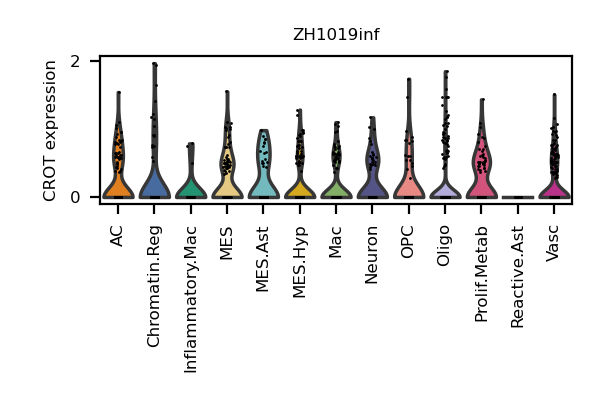 ZH1019inf
CROT expression
2
0
AC
Chromatin.Reg
Inflammatory.Mac
MES
MES.Ast
MES.Hyp
Mac
Neuron
OPC
Oligo
Prolif.Metab
Reactive.Ast
Vasc